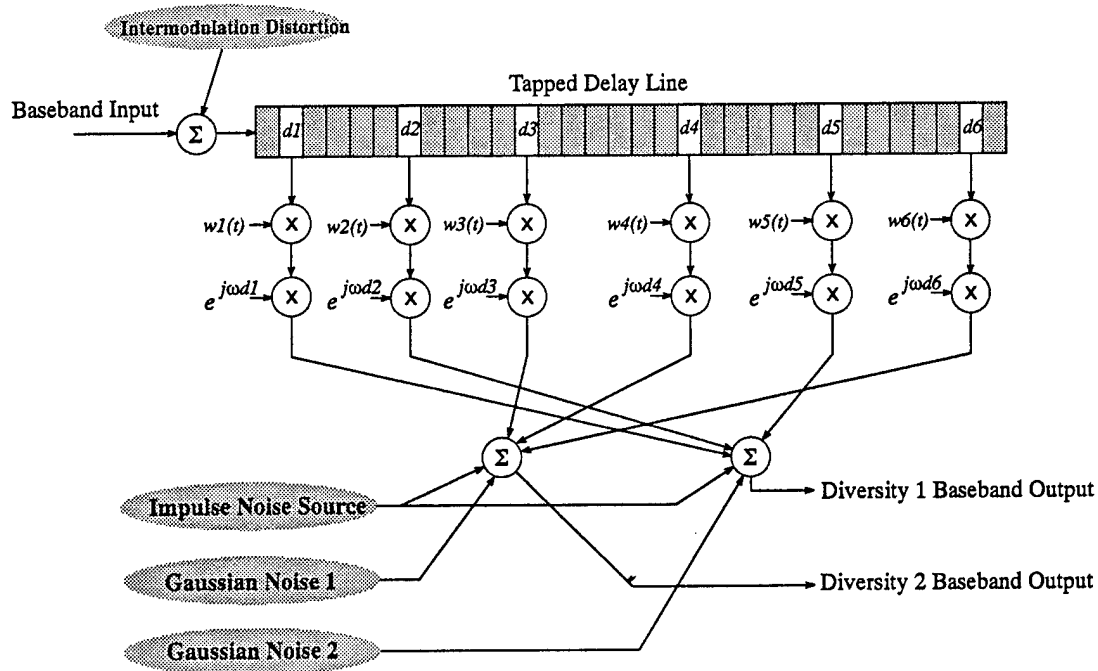 Intermodulation Distortion
Tapped Delay Line
Baseband Input
Σ
d1 d2 d3 d4 d5 d6
w1(t) X w2(t) X w3(t) X w4(t) X w5(t) X w6(t) X
e^jωd1 X e^jωd2 X e^jωd3 X e^jωd4 X e^jωd5 X e^jωd6 X
Σ Σ
Impulse Noise Source
Diversity 1 Baseband Output
Gaussian Noise 1
Diversity 2 Baseband Output
Gaussian Noise 2